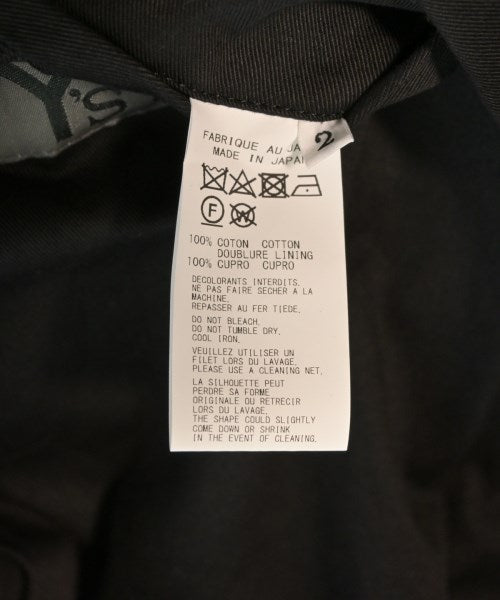 Y's
2
FABRIQUE AU JA
MADE IN JAPAN
F
W
100% COTON COTTON
DOUBLURE LINING
100% CUPRO CUPRO
DECOLORANTS INTERDITS.
NE PAS FAIRE SECHER A LA
MACHINE.
REPASSER AU FER TIEDE.
DO NOT BLEACH.
DO NOT TUMBLE DRY.
COOL IRON.
VEUILLEZ UTILISER UN
FILET LORS DU LAVAGE.
PLEASE USE A CLEANING NET.
LA SILHOUETTE PEUT
PERDRE SA FORME
ORIGINALE OU RETRECIR
LORS DU LAVAGE.
THE SHAPE COULD SLIGHTLY
COME DOWN OR SHRINK
IN THE EVENT OF CLEANING.